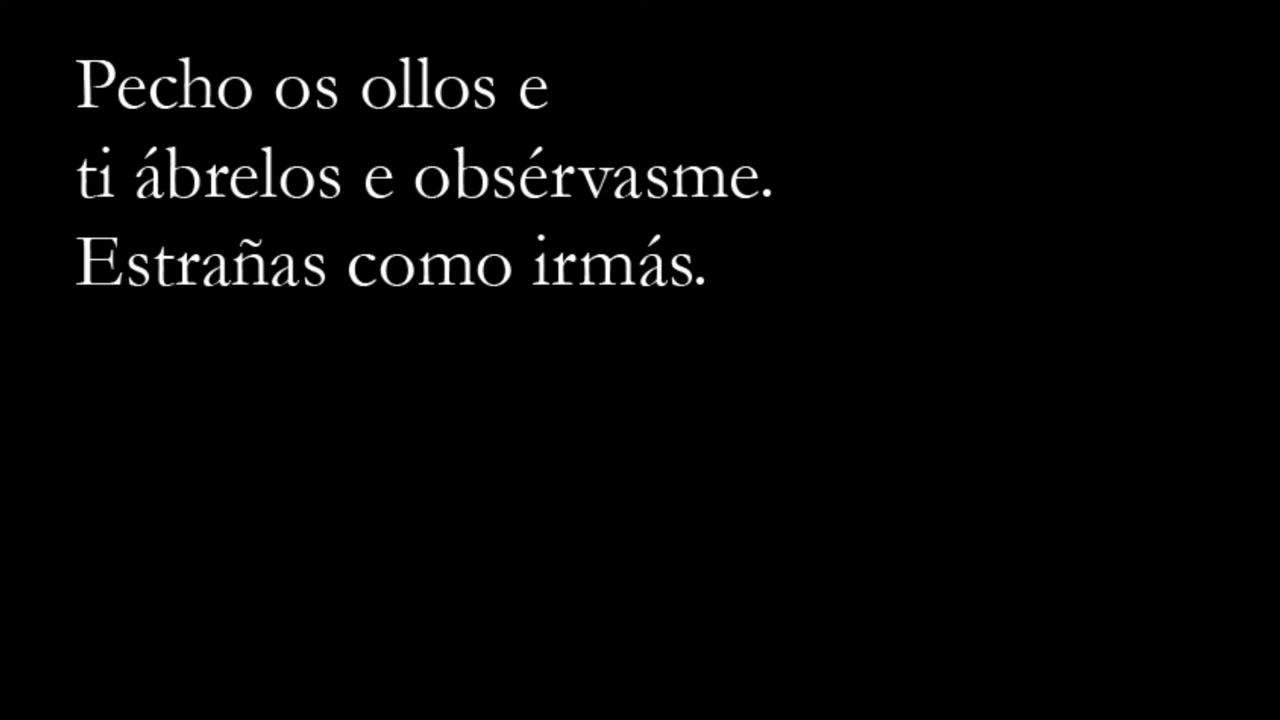 Pecho os ollos e
ti ábrelos e obsérvasme.
Estrañas como irmás.